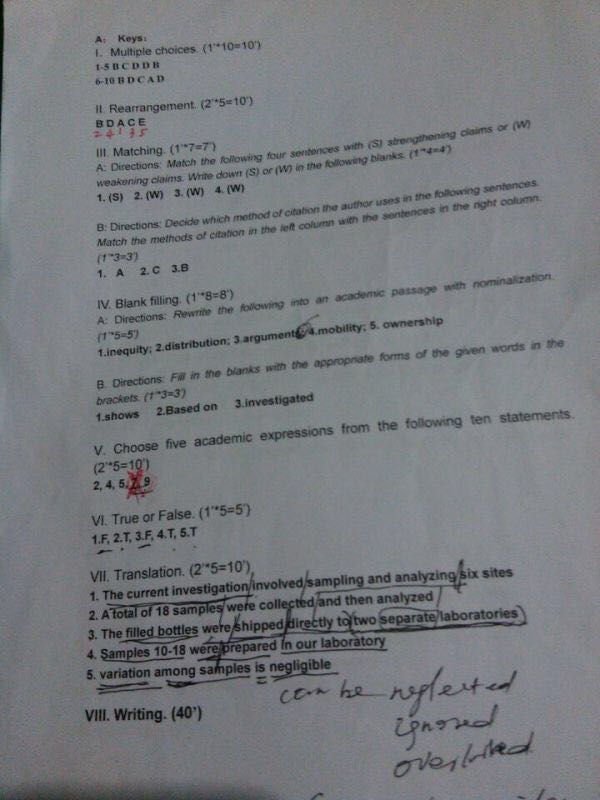 A: Keys:
I. Multiple choices. (1'*10=10')
1-5 B C D D B
6-10 B D C A D
II. Rearrangement. (2'*5=10')
B D A C E
2 4 1 3 5
III. Matching. (1'*7=7')
A: Directions: Match the following four sentences with (S) strengthening claims or (W)
weakening claims. Write down (S) or (W) in the following blanks. (1'*4=4')
1. (S) 2. (W) 3. (W) 4. (W)
B: Directions: Decide which method of citation the author uses in the following sentences.
Match the methods of citation in the left column with the sentences in the right column.
(1'*3=3')
1. A 2. C 3.B
IV. Blank filling. (1'*8=8')
A: Directions: Rewrite the following into an academic passage with nominalization.
(1'*5=5')
1.inequity; 2.distribution; 3.arguments; 4.mobility; 5. ownership
B. Directions: Fill in the blanks with the appropriate forms of the given words in the
brackets. (1'*3=3')
1.shows 2.Based on 3.investigated
V. Choose five academic expressions from the following ten statements.
(2'*5=10')
2, 4, 5, 7, 9
VI. True or False. (1'*5=5')
1.F, 2.T, 3.F, 4.T, 5.T
VII. Translation. (2'*5=10')
1. The current investigation involved sampling and analyzing six sites
2. A total of 18 samples were collected and then analyzed
3. The filled bottles were shipped directly to two separate laboratories
4. Samples 10-18 were prepared in our laboratory
5. variation among samples is negligible
can be neglected
ignored
overlooked
VIII. Writing. (40')